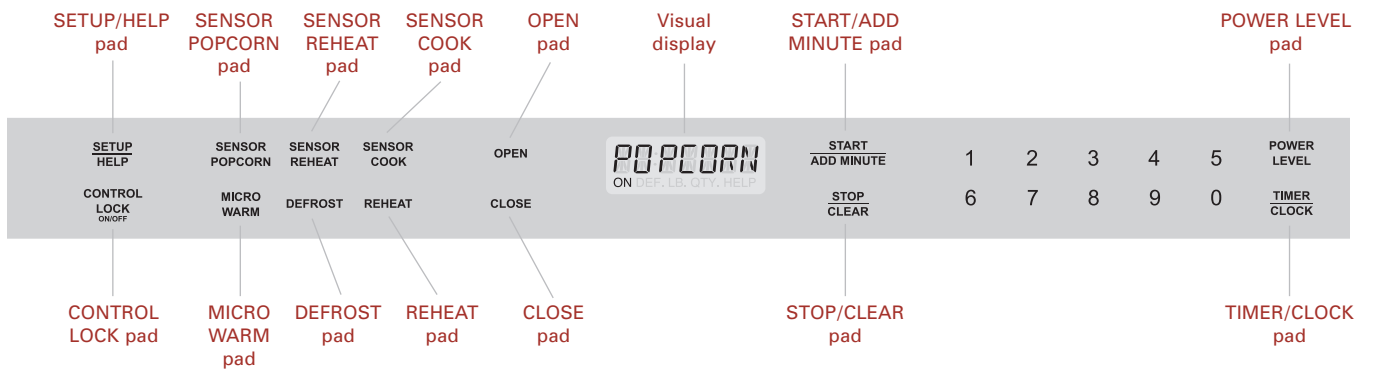 SETUP/HELP
pad
SENSOR
POPCORN
pad
SENSOR
REHEAT
pad
SENSOR
COOK
pad
OPEN
pad
Visual
display
START/ADD
MINUTE pad
POWER LEVEL
pad
SETUP
HELP
SENSOR
POPCORN
SENSOR
REHEAT
SENSOR
COOK
OPEN
POPCORN
ON DEF. LB. QTY. HELP
START
ADD MINUTE
1 2 3 4 5
POWER
LEVEL
CONTROL
LOCK
ON/OFF
MICRO
WARM
DEFROST
REHEAT
CLOSE
STOP
CLEAR
6 7 8 9 0
TIMER
CLOCK
CONTROL
LOCK pad
MICRO
WARM
pad
DEFROST
pad
REHEAT
pad
CLOSE
pad
STOP/CLEAR
pad
TIMER/CLOCK
pad